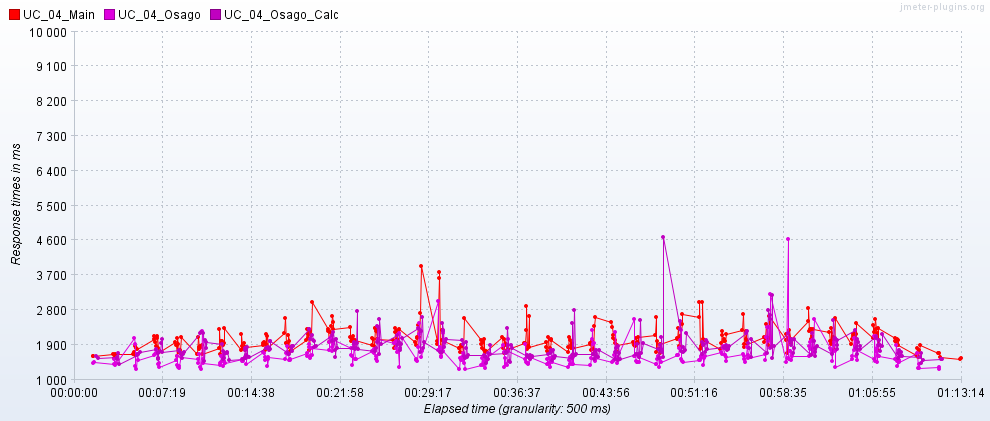 UC_04_Main UC_04_Osago UC_04_Osago_Calc
jmeter-plugins.org
10 000
9 100
8 200
7 300
6 400
5 500
4 600
3 700
2 800
1 900
1 000
Response times in ms
00:00:00 00:07:19 00:14:38 00:21:58 00:29:17 00:36:37 00:43:56 00:51:16 00:58:35 01:05:55 01:13:14
Elapsed time (granularity: 500 ms)